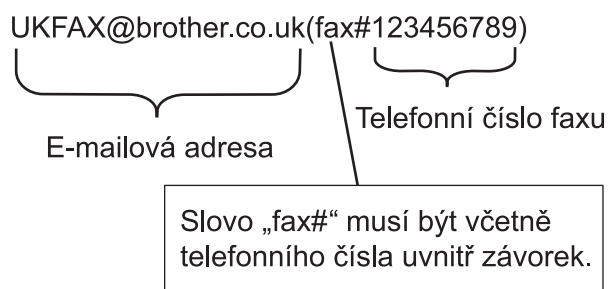 UKFAX@brother.co.uk(fax#123456789)
Telefonní číslo faxu
E-mailová adresa
Slovo „fax#“ musí být včetně
telefonního čísla uvnitř závorek.